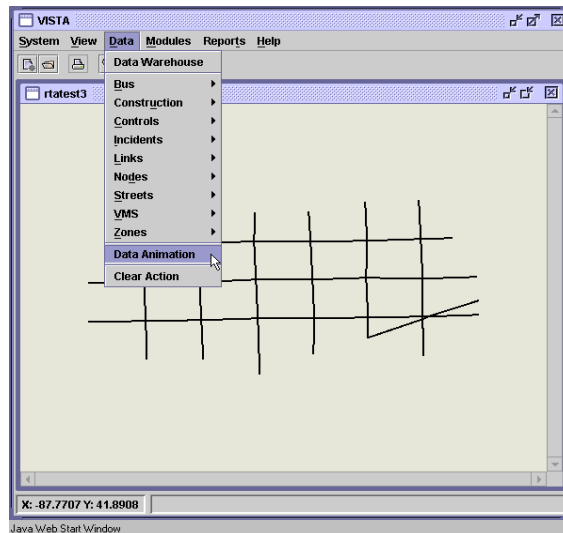 VISTA
System View Data Modules Reports Help
Data Warehouse
rtatest3
Bus
Construction
Controls
Incidents
Links
Nodes
Streets
VMS
Zones
Data Animation
Clear Action
X: -87.7707 Y: 41.8908
Java Web Start Window